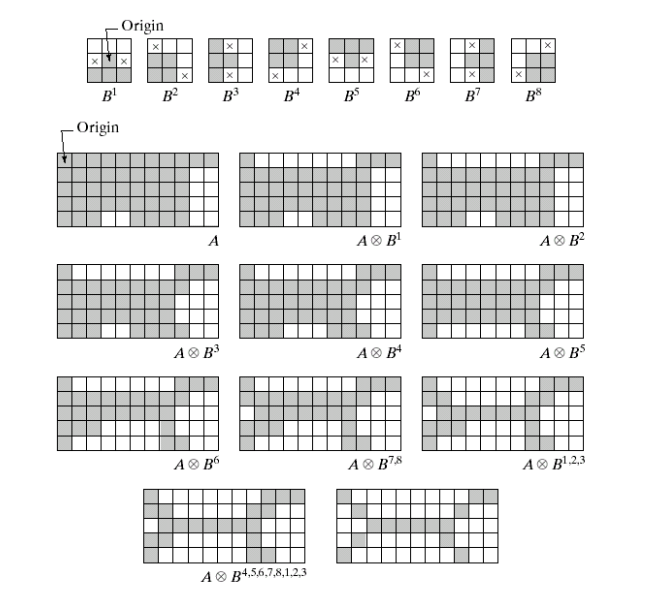 Origin
× × × × × × × × × × × × × × × ×
B¹ B² B³ B⁴ B⁵ B⁶ B⁷ B⁸
Origin
A A ⊗ B¹ A ⊗ B²
A ⊗ B³ A ⊗ B⁴ A ⊗ B⁵
A ⊗ B⁶ A ⊗ B⁷,⁸ A ⊗ B¹,²,³
A ⊗ B⁴,⁵,⁶,⁷,⁸,¹,²,³